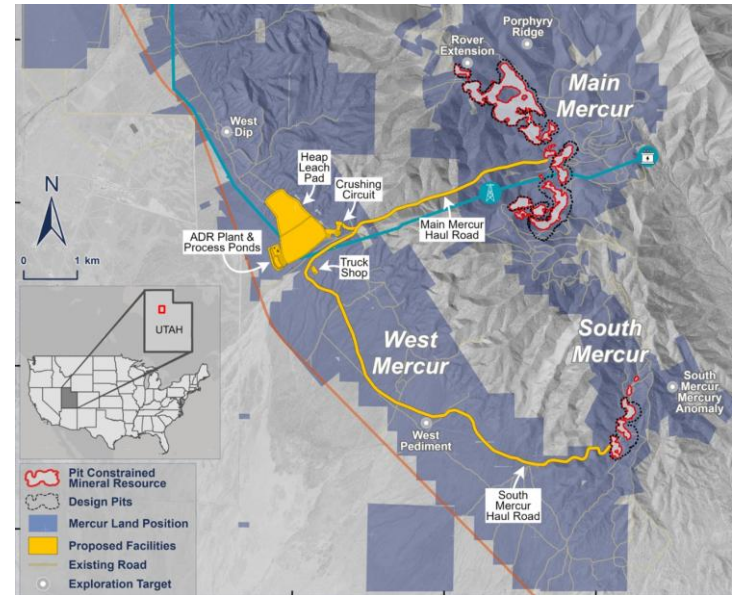 Porphyry
Ridge
Rover
Extension
Main
Mercur
West
Dip
Heap
Leach
Pad
Crushing
Circuit
N
ADR Plant &
Process Ponds
Main Mercur
Haul Road
0 1 km
Truck
Shop
UTAH
West
Mercur
South
Mercur
South
Mercur
Mercury
Anomaly
West
Pediment
South
Mercur
Haul Road
Pit Constrained
Mineral Resource
Design Pits
Mercur Land Position
Proposed Facilities
Existing Road
Exploration Target